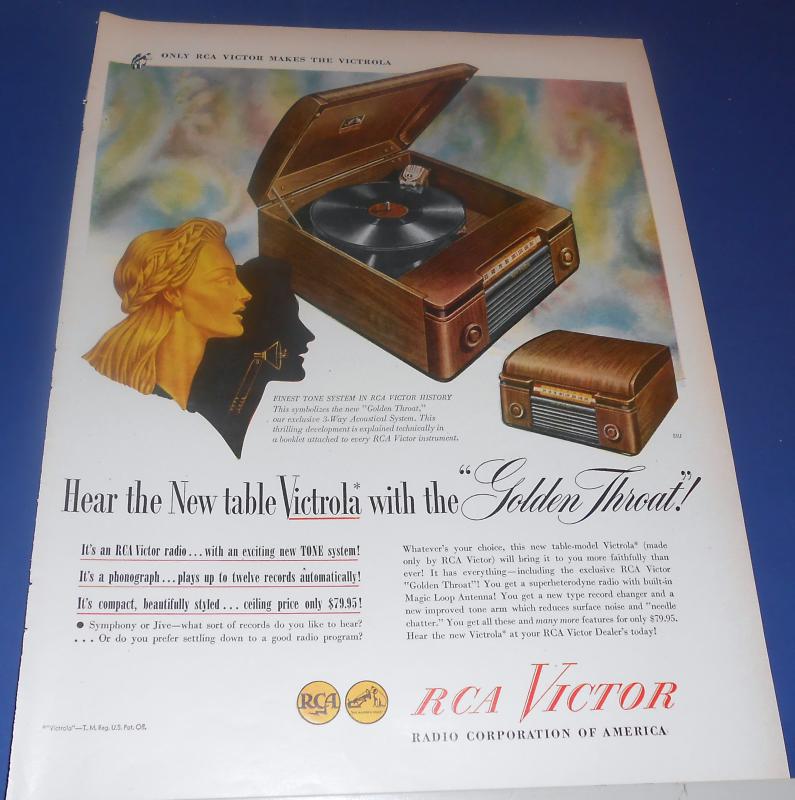 ONLY RCA VICTOR MAKES THE VICTROLA
FINEST TONE SYSTEM IN RCA VICTOR HISTORY
This symbolizes the new "Golden Throat,"
our exclusive 3-Way Acoustical System. This
thrilling development is explained technically in
a booklet attached to every RCA Victor instrument.
55U
Hear the New table Victrola* with the "Golden Throat"!
It's an RCA Victor radio...with an exciting new TONE system!
It's a phonograph...plays up to twelve records automatically!
It's compact, beautifully styled...ceiling price only $79.95!
● Symphony or Jive—what sort of records do you like to hear?
...Or do you prefer settling down to a good radio program?
Whatever's your choice, this new table-model Victrola* (made
only by RCA Victor) will bring it to you more faithfully than
ever! It has everything—including the exclusive RCA Victor
"Golden Throat"! You get a superheterodyne radio with built-in
Magic Loop Antenna! You get a new type record changer and a
new improved tone arm which reduces surface noise and "needle
chatter." You get all these and many more features for only $79.95.
Hear the new Victrola* at your RCA Victor Dealer's today!
RCA
RCA VICTOR
RADIO CORPORATION OF AMERICA
*"Victrola"—T. M. Reg. U.S. Pat. Off.